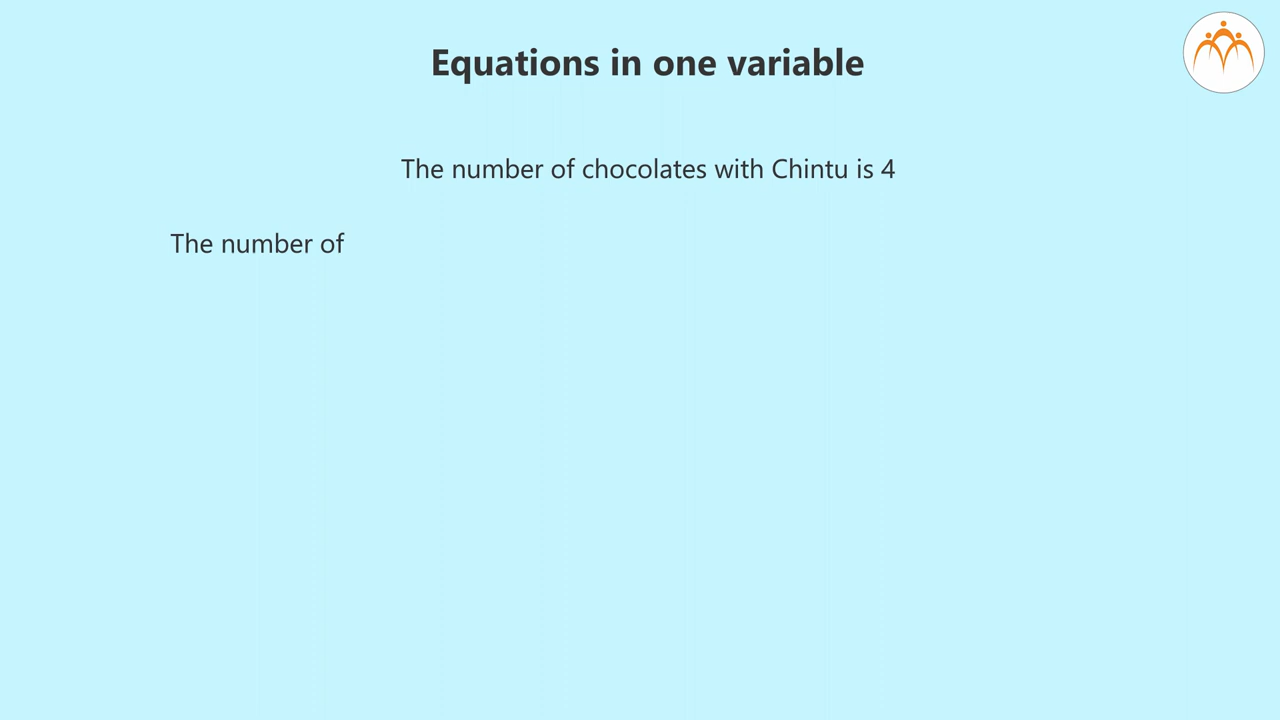 Equations in one variable
The number of chocolates with Chintu is 4
The number of